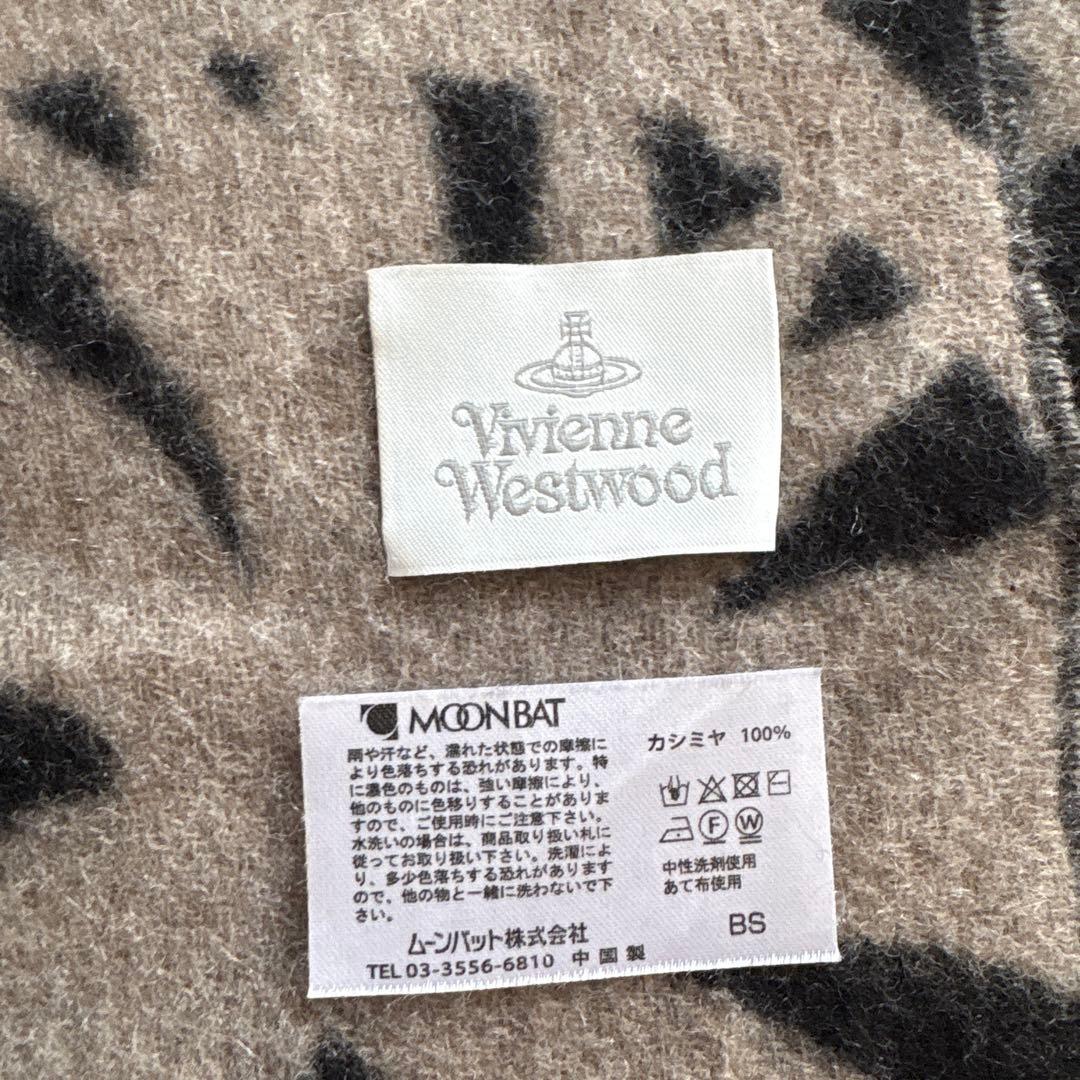 Vivienne
Westwood
MOONBAT
雨や汗など、濡れた状態での摩擦に
より色落ちする恐れがあります。特
に濃色のものは、強い摩擦により、
他のものに色移りすることがありま
すので、ご使用時にご注意下さい。
水洗いの場合は、商品取り扱い札に
従ってお取り扱い下さい。洗濯によ
り、多少色落ちする恐れがあります
ので、他の物と一緒に洗わないで下
さい。
ムーンバット株式会社
TEL 03-3556-6810 中国製
カシミヤ 100%
F W
中性洗剤使用
あて布使用
BS